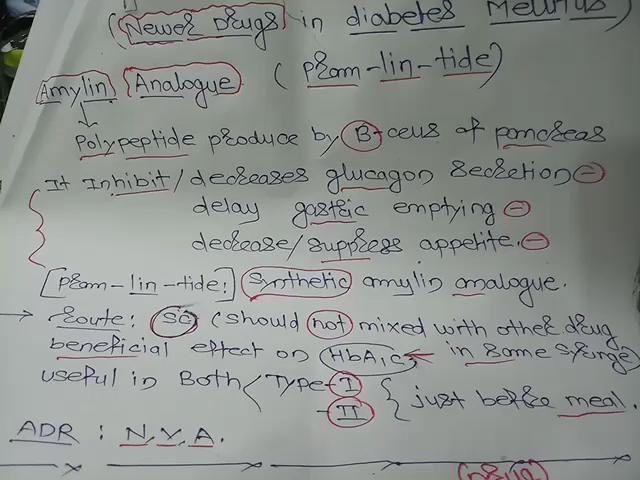 (Newer Drugs in diabetes Mellitus)
Amylin Analogue (Pram-lin-tide)
Polypeptide produce by B-cells of pancreas
It Inhibit/decreases glucagon secretion -
delay gastric emptying -
decrease/suppress appetite. -
[Pram-lin-tide:] Synthetic amylin analogue.
→ Route: SC (should not mixed with other drug
beneficial effect on HbA1C ← in same syringe)
useful in Both < Type-I
-II } just before meal.
ADR : N, V, A.